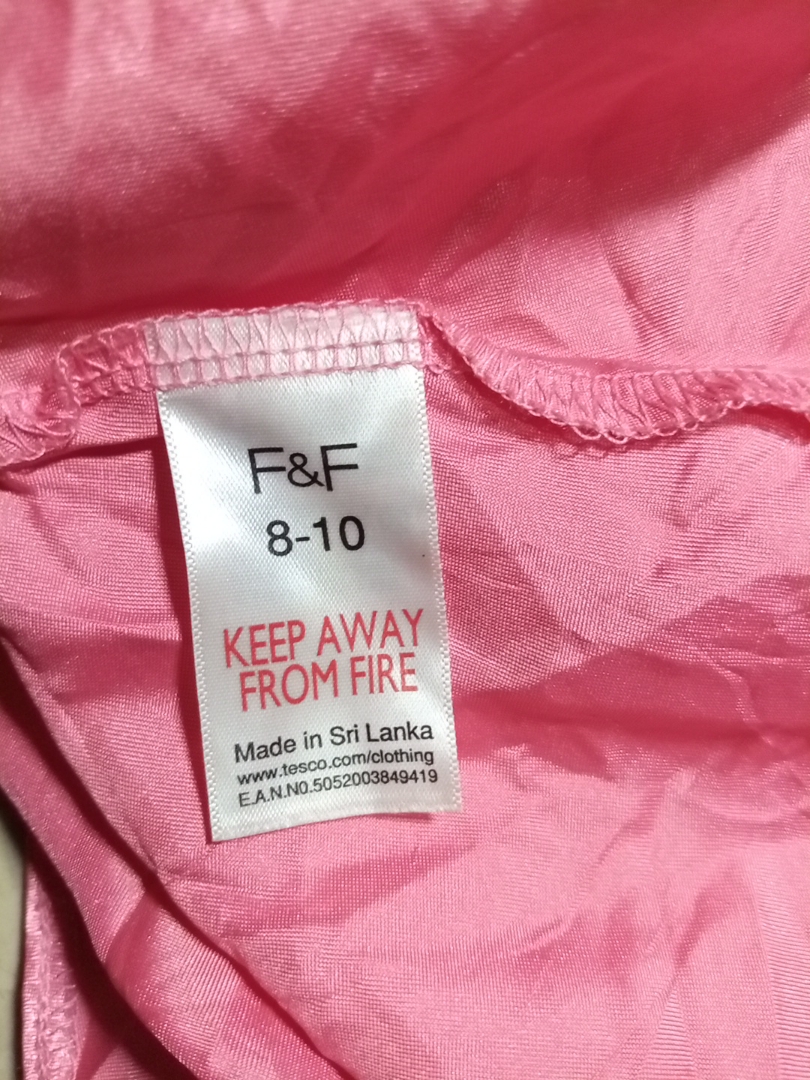 F&F
8-10
KEEP AWAY
FROM FIRE
Made in Sri Lanka
www.tesco.com/clothing
E.A.N.N0.5052003849419